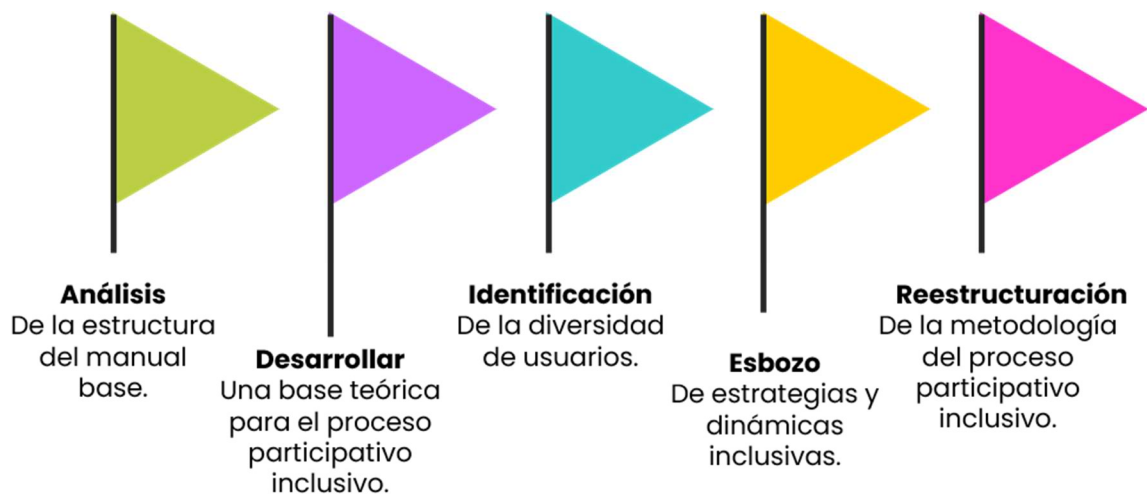 Análisis
De la estructura
del manual
base.
Desarrollar
Una base teórica
para el proceso
participativo
inclusivo.
Identificación
De la diversidad
de usuarios.
Esbozo
De estrategias y
dinámicas
inclusivas.
Reestructuración
De la metodología
del proceso
participativo
inclusivo.